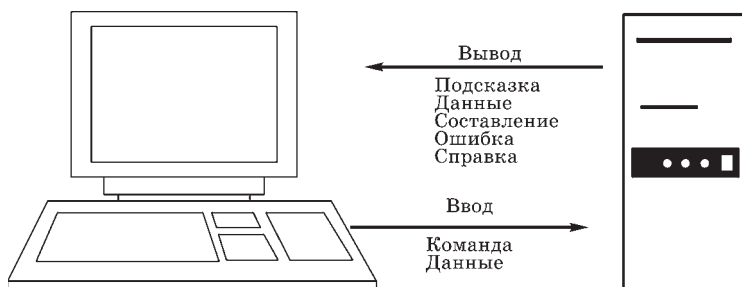 Вывод
Подсказка
Данные
Составление
Ошибка
Справка
Ввод
Команда
Данные